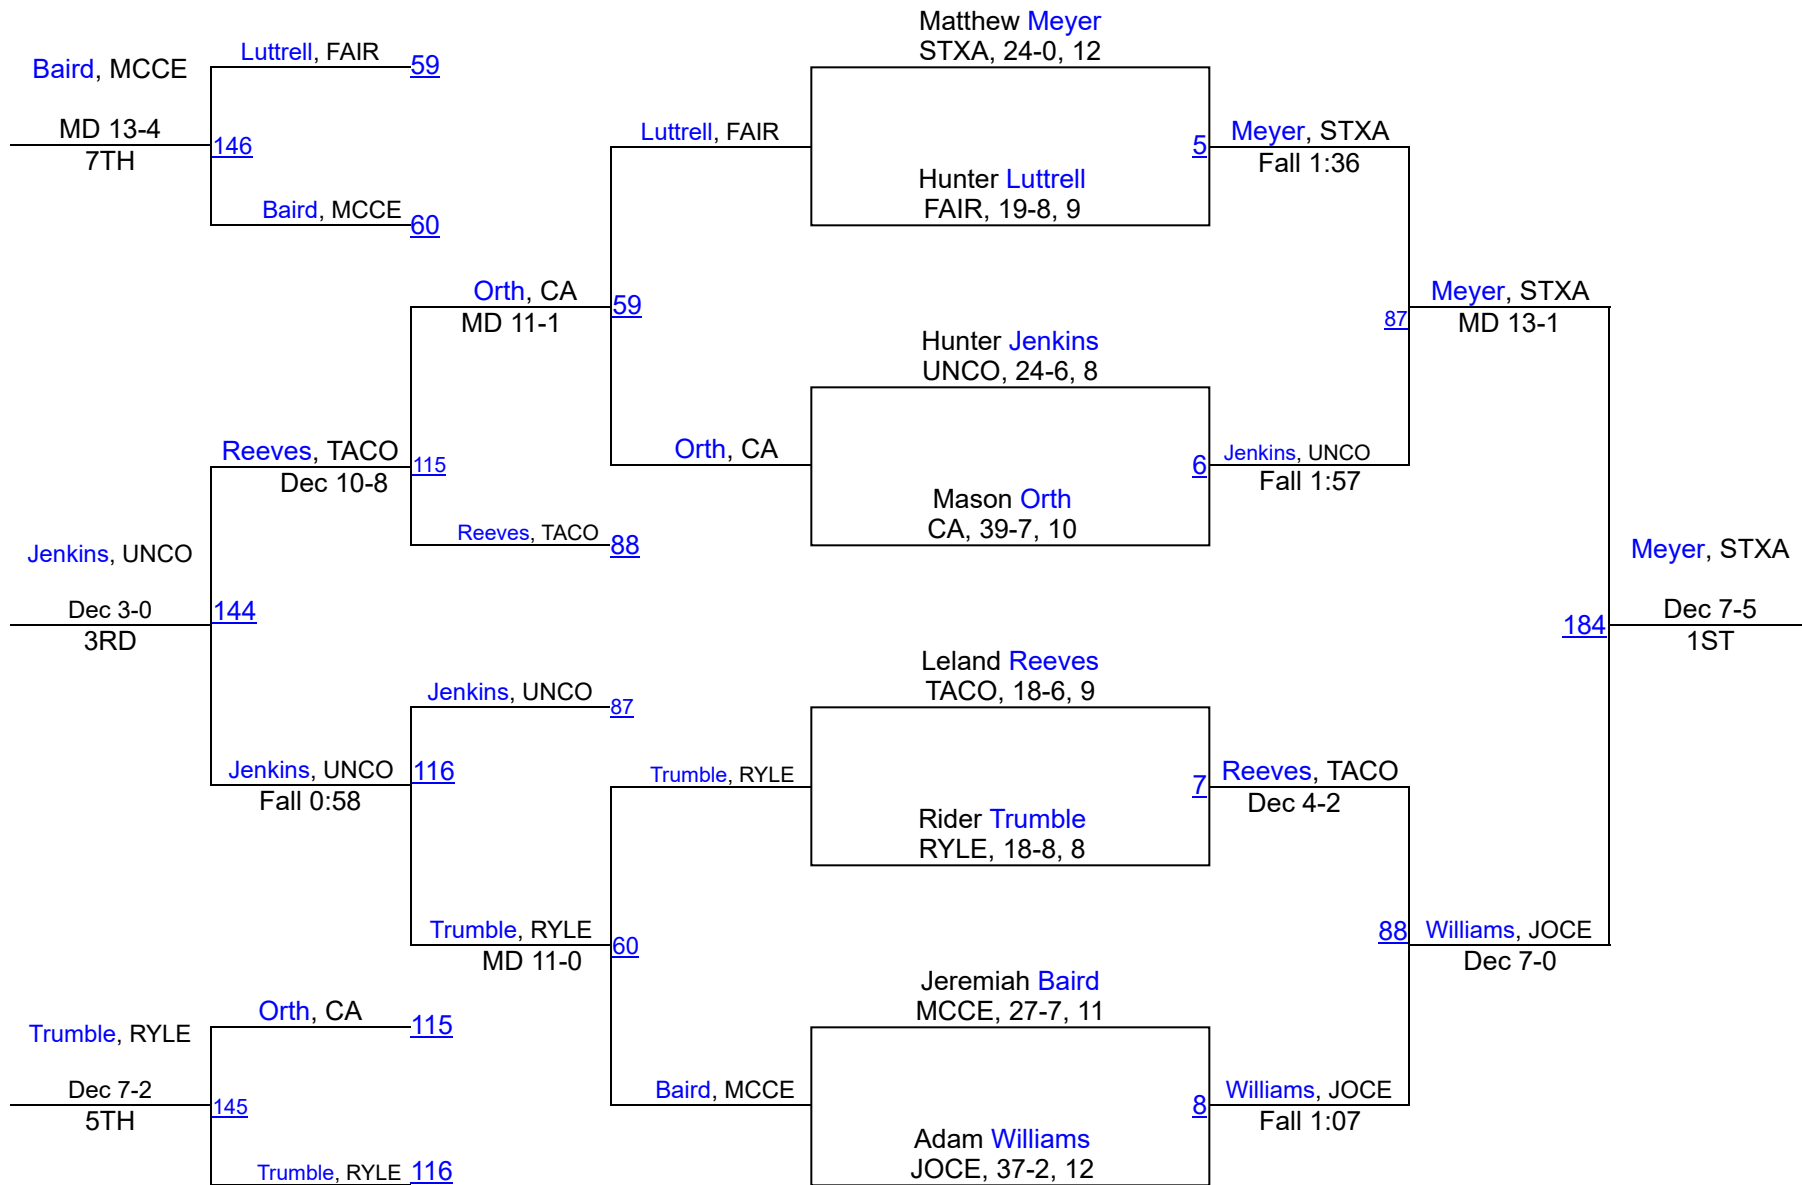 Matthew Meyer
STXA, 24-0, 12
Luttrell, FAIR
59
Baird, MCCE
MD 13-4
7TH
146
Luttrell, FAIR
5
Meyer, STXA
Fall 1:36
Hunter Luttrell
FAIR, 19-8, 9
Baird, MCCE
60
Orth, CA
MD 11-1
59
Meyer, STXA
MD 13-1
87
Hunter Jenkins
UNCO, 24-6, 8
Reeves, TACO
Dec 10-8
115
Orth, CA
6
Jenkins, UNCO
Fall 1:57
Mason Orth
CA, 39-7, 10
Reeves, TACO
88
Jenkins, UNCO
Dec 3-0
3RD
144
Meyer, STXA
184
Dec 7-5
1ST
Leland Reeves
TACO, 18-6, 9
Jenkins, UNCO
87
Jenkins, UNCO
Fall 0:58
116
Trumble, RYLE
7
Reeves, TACO
Dec 4-2
Rider Trumble
RYLE, 18-8, 8
Trumble, RYLE
MD 11-0
60
88
Williams, JOCE
Dec 7-0
Jeremiah Baird
MCCE, 27-7, 11
Orth, CA
115
Trumble, RYLE
Dec 7-2
5TH
145
Baird, MCCE
8
Williams, JOCE
Fall 1:07
Adam Williams
JOCE, 37-2, 12
Trumble, RYLE
116